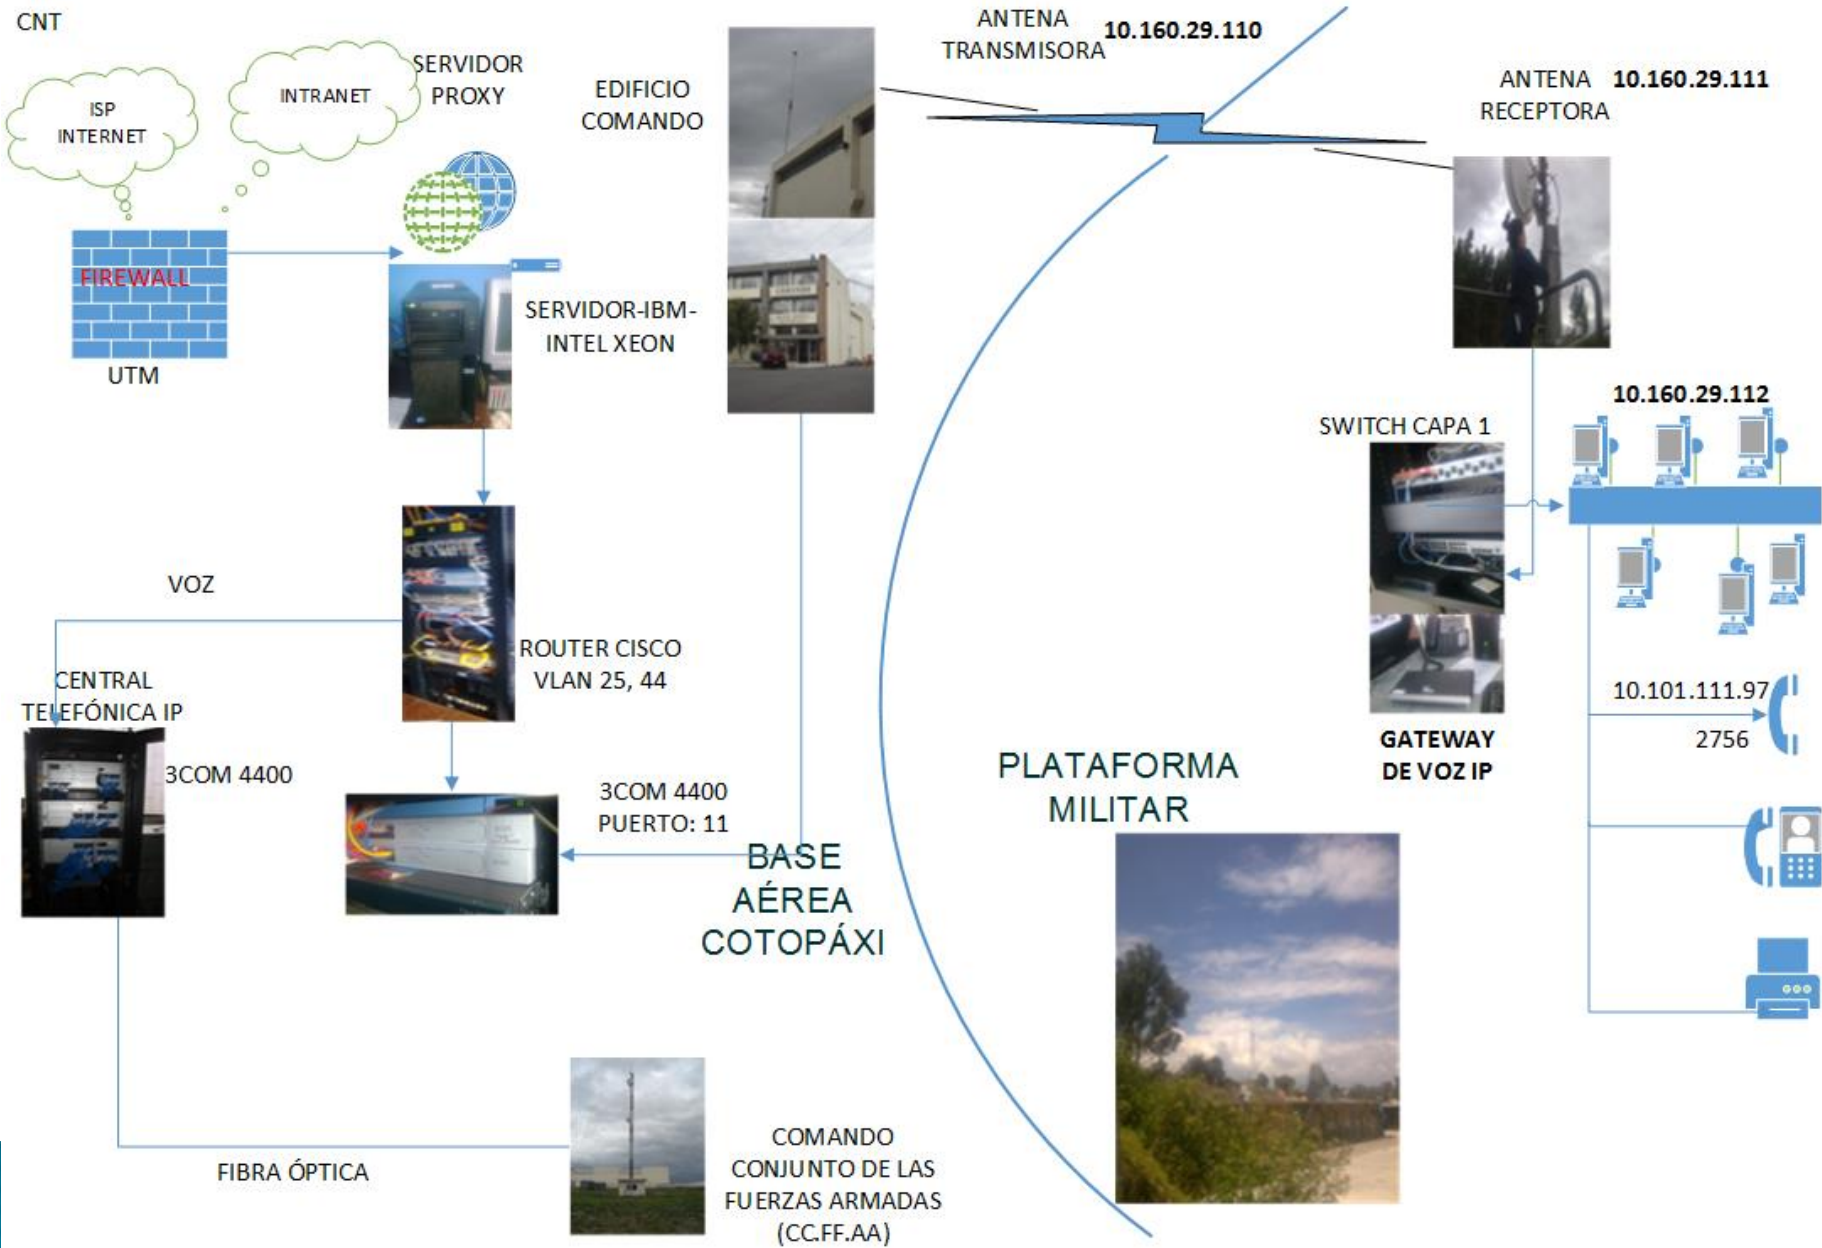 CNT
ISP
INTERNET
INTRANET
SERVIDOR
PROXY
FIREWALL
UTM
SERVIDOR-IBM-
INTEL XEON
EDIFICIO
COMANDO
ANTENA
TRANSMISORA
10.160.29.110
ANTENA
RECEPTORA
10.160.29.111
10.160.29.112
SWITCH CAPA 1
VOZ
ROUTER CISCO
VLAN 25, 44
CENTRAL
TELEFÓNICA IP
3COM 4400
3COM 4400
PUERTO: 11
BASE
AÉREA
COTOPÁXI
PLATAFORMA
MILITAR
GATEWAY
DE VOZ IP
10.101.111.97
2756
FIBRA ÓPTICA
COMANDO
CONJUNTO DE LAS
FUERZAS ARMADAS
(CC.FF.AA)